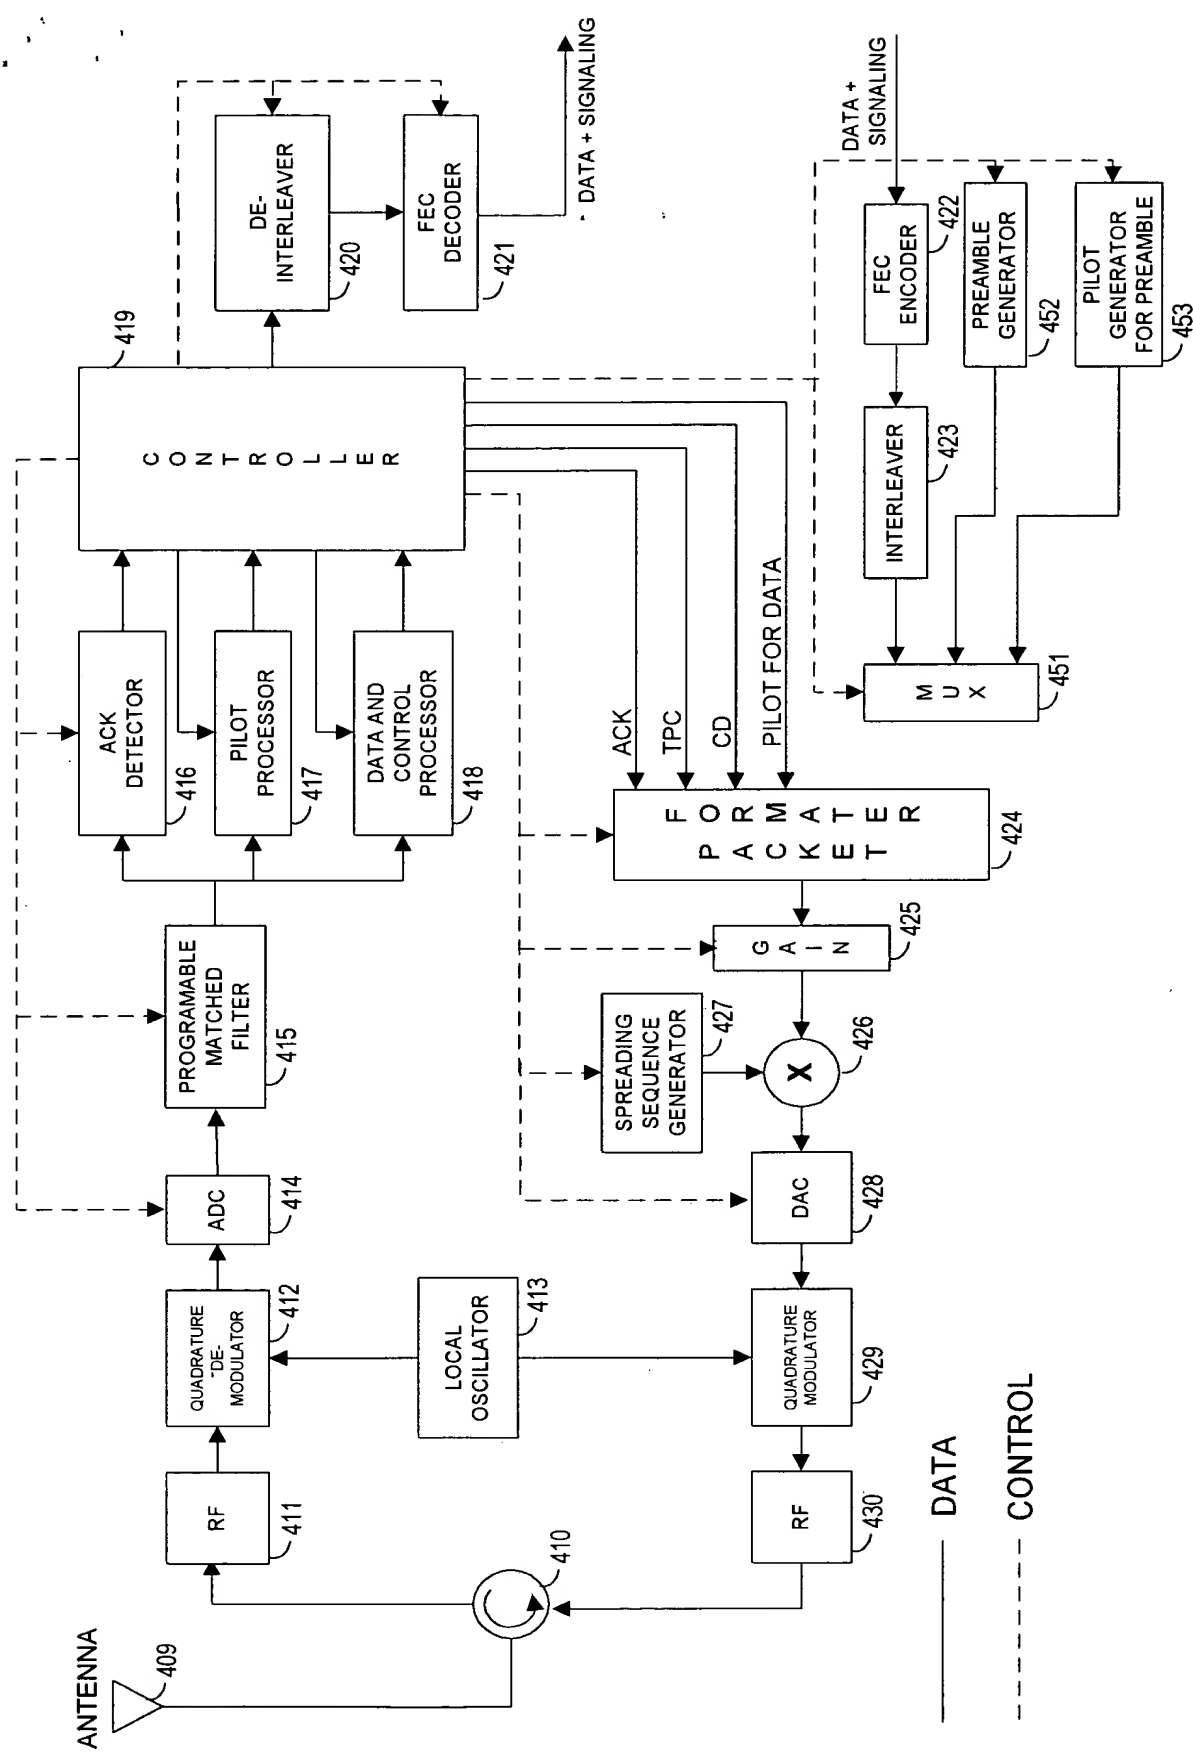 ANTENNA
409
410
RF
411
QUADRATURE
DE-
MODULATOR
412
LOCAL
OSCILLATOR
413
ADC
414
PROGRAMABLE
MATCHED
FILTER
415
ACK
DETECTOR
416
PILOT
PROCESSOR
417
DATA AND
CONTROL
PROCESSOR
418
CONTROLLER
419
DE-
INTERLEAVER
420
FEC
DECODER
421
DATA + SIGNALING
RF
430
QUADRATURE
MODULATOR
429
DAC
428
SPREADING
SEQUENCE
GENERATOR
427
X
426
GAIN
425
PACKET
FORMATTER
424
ACK
TPC
CD
PILOT FOR DATA
MUX
451
INTERLEAVER
423
FEC
ENCODER
422
DATA +
SIGNALING
PREAMBLE
GENERATOR
452
PILOT
GENERATOR
FOR PREAMBLE
453
DATA
CONTROL